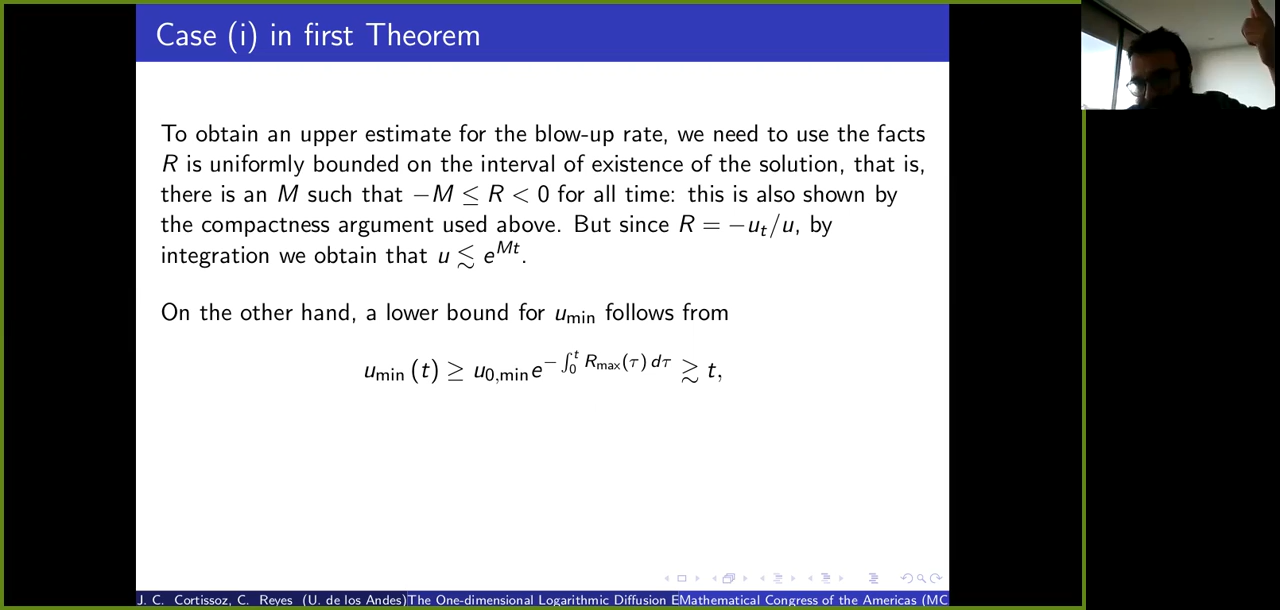 Case (i) in first Theorem
To obtain an upper estimate for the blow-up rate, we need to use the facts
R is uniformly bounded on the interval of existence of the solution, that is,
there is an M such that −M ≤ R < 0 for all time: this is also shown by
the compactness argument used above. But since R = −u_t/u, by
integration we obtain that u ≲ e^{Mt}.
On the other hand, a lower bound for u_min follows from
u_min (t) ≥ u_{0,min} e^{−∫_0^t R_max(τ) dτ} ≳ t,
J. C. Cortissoz, C. Reyes (U. de los Andes)The One-dimensional Logarithmic Diffusion EMathematical Congress of the Americas (MC